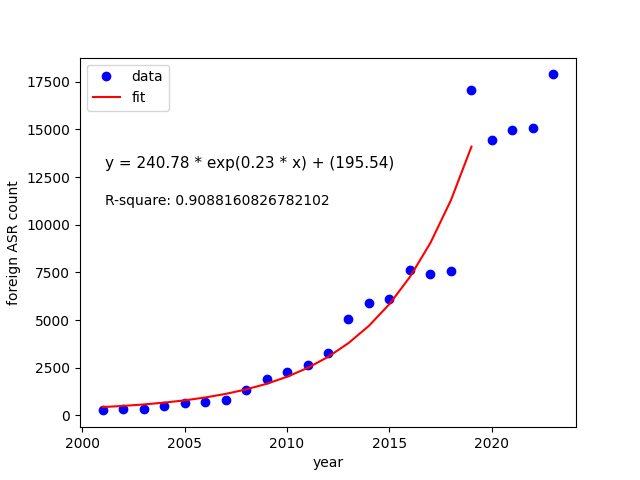 data
fit
y = 240.78 * exp(0.23 * x) + (195.54)
R-square: 0.9088160826782102
foreign ASR count
17500
15000
12500
10000
7500
5000
2500
0
2000
2005
2010
2015
2020
year